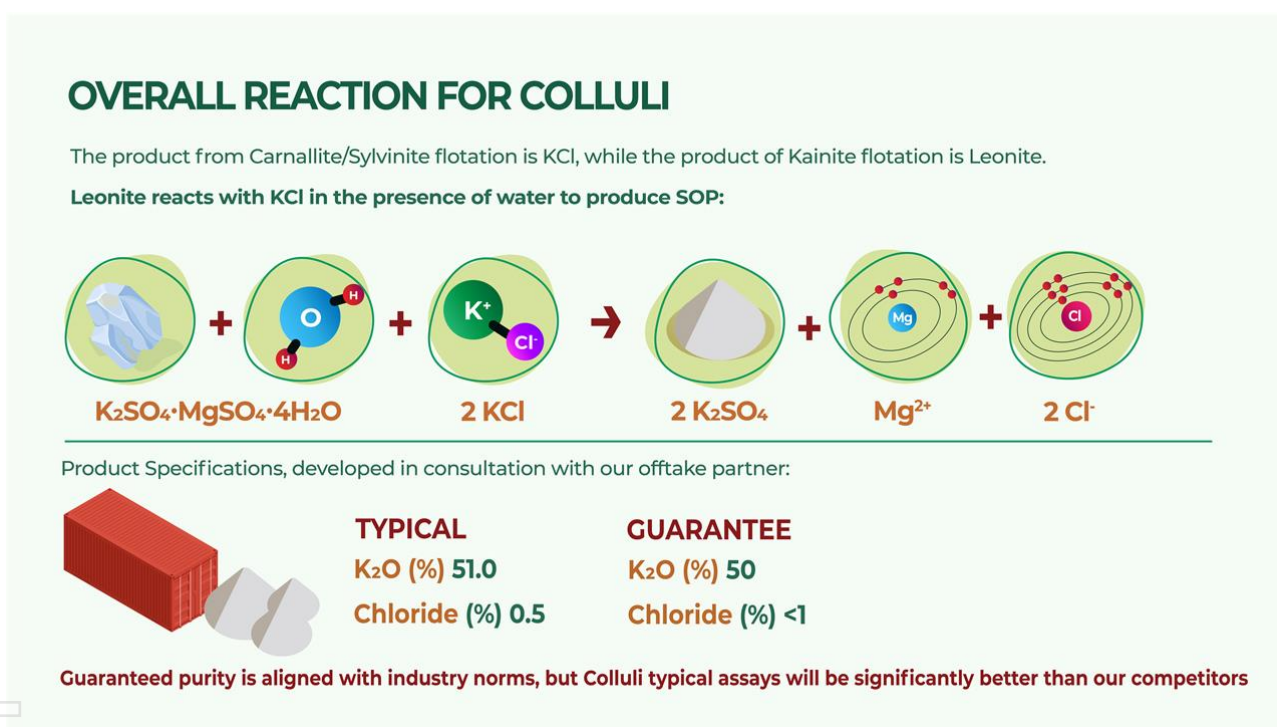 OVERALL REACTION FOR COLLULI
The product from Carnallite/Sylvinite flotation is KCl, while the product of Kainite flotation is Leonite.
Leonite reacts with KCl in the presence of water to produce SOP:
+ O H H + K⁺ Cl⁻ → + Mg + Cl
K₂SO₄•MgSO₄•4H₂O 2 KCl 2 K₂SO₄ Mg²⁺ 2 Cl⁻
Product Specifications, developed in consultation with our offtake partner:
TYPICAL GUARANTEE
K₂O (%) 51.0 K₂O (%) 50
Chloride (%) 0.5 Chloride (%) <1
Guaranteed purity is aligned with industry norms, but Colluli typical assays will be significantly better than our competitors